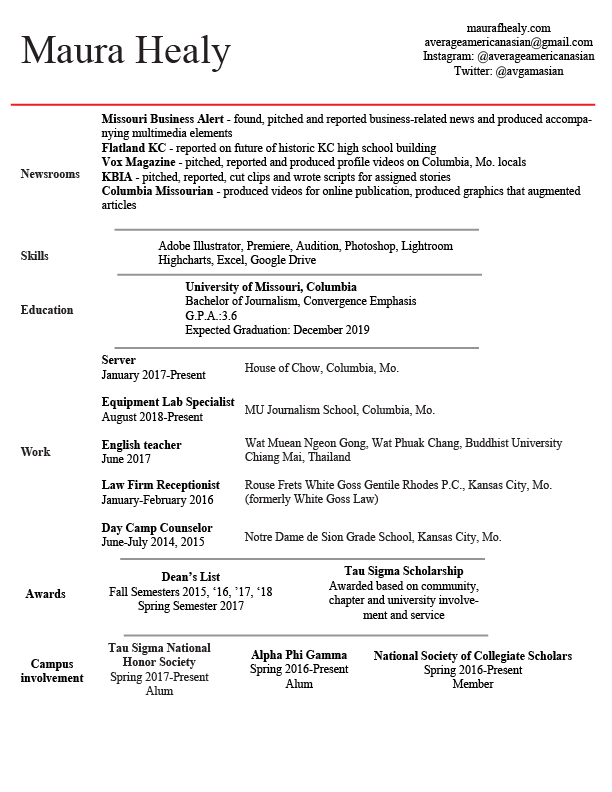 Maura Healy
maurafhealy.com
averageamericanasian@gmail.com
Instagram: @averageamericanasian
Twitter: @avgamasian
Newsrooms
Missouri Business Alert - found, pitched and reported business-related news and produced accompa-
nying multimedia elements
Flatland KC - reported on future of historic KC high school building
Vox Magazine - pitched, reported and produced profile videos on Columbia, Mo. locals
KBIA - pitched, reported, cut clips and wrote scripts for assigned stories
Columbia Missourian - produced videos for online publication, produced graphics that augmented
articles
Skills
Adobe Illustrator, Premiere, Audition, Photoshop, Lightroom
Highcharts, Excel, Google Drive
Education
University of Missouri, Columbia
Bachelor of Journalism, Convergence Emphasis
G.P.A.:3.6
Expected Graduation: December 2019
Work
Server
January 2017-Present
House of Chow, Columbia, Mo.
Equipment Lab Specialist
August 2018-Present
MU Journalism School, Columbia, Mo.
English teacher
June 2017
Wat Muean Ngeon Gong, Wat Phuak Chang, Buddhist University
Chiang Mai, Thailand
Law Firm Receptionist
January-February 2016
Rouse Frets White Goss Gentile Rhodes P.C., Kansas City, Mo.
(formerly White Goss Law)
Day Camp Counselor
June-July 2014, 2015
Notre Dame de Sion Grade School, Kansas City, Mo.
Awards
Dean’s List
Fall Semesters 2015, ‘16, ’17, ‘18
Spring Semester 2017
Tau Sigma Scholarship
Awarded based on community,
chapter and university involve-
ment and service
Campus
involvement
Tau Sigma National
Honor Society
Spring 2017-Present
Alum
Alpha Phi Gamma
Spring 2016-Present
Alum
National Society of Collegiate Scholars
Spring 2016-Present
Member